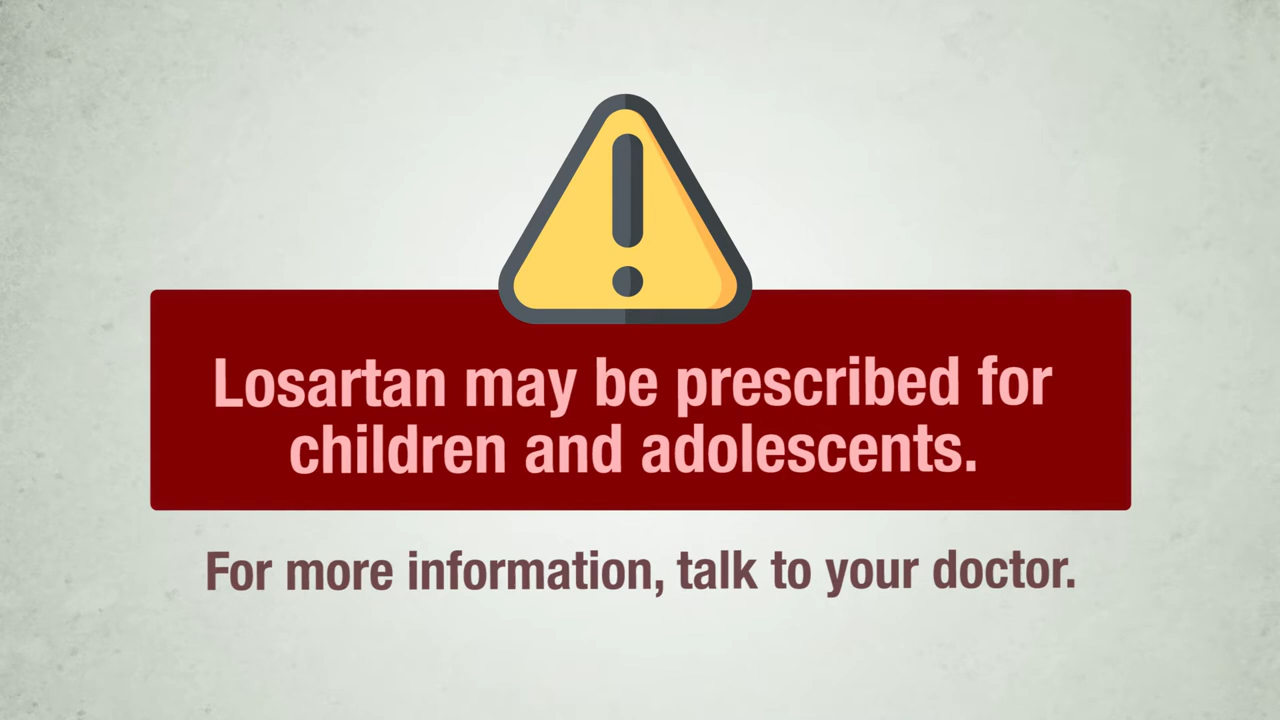 Losartan may be prescribed for
children and adolescents.
For more information, talk to your doctor.